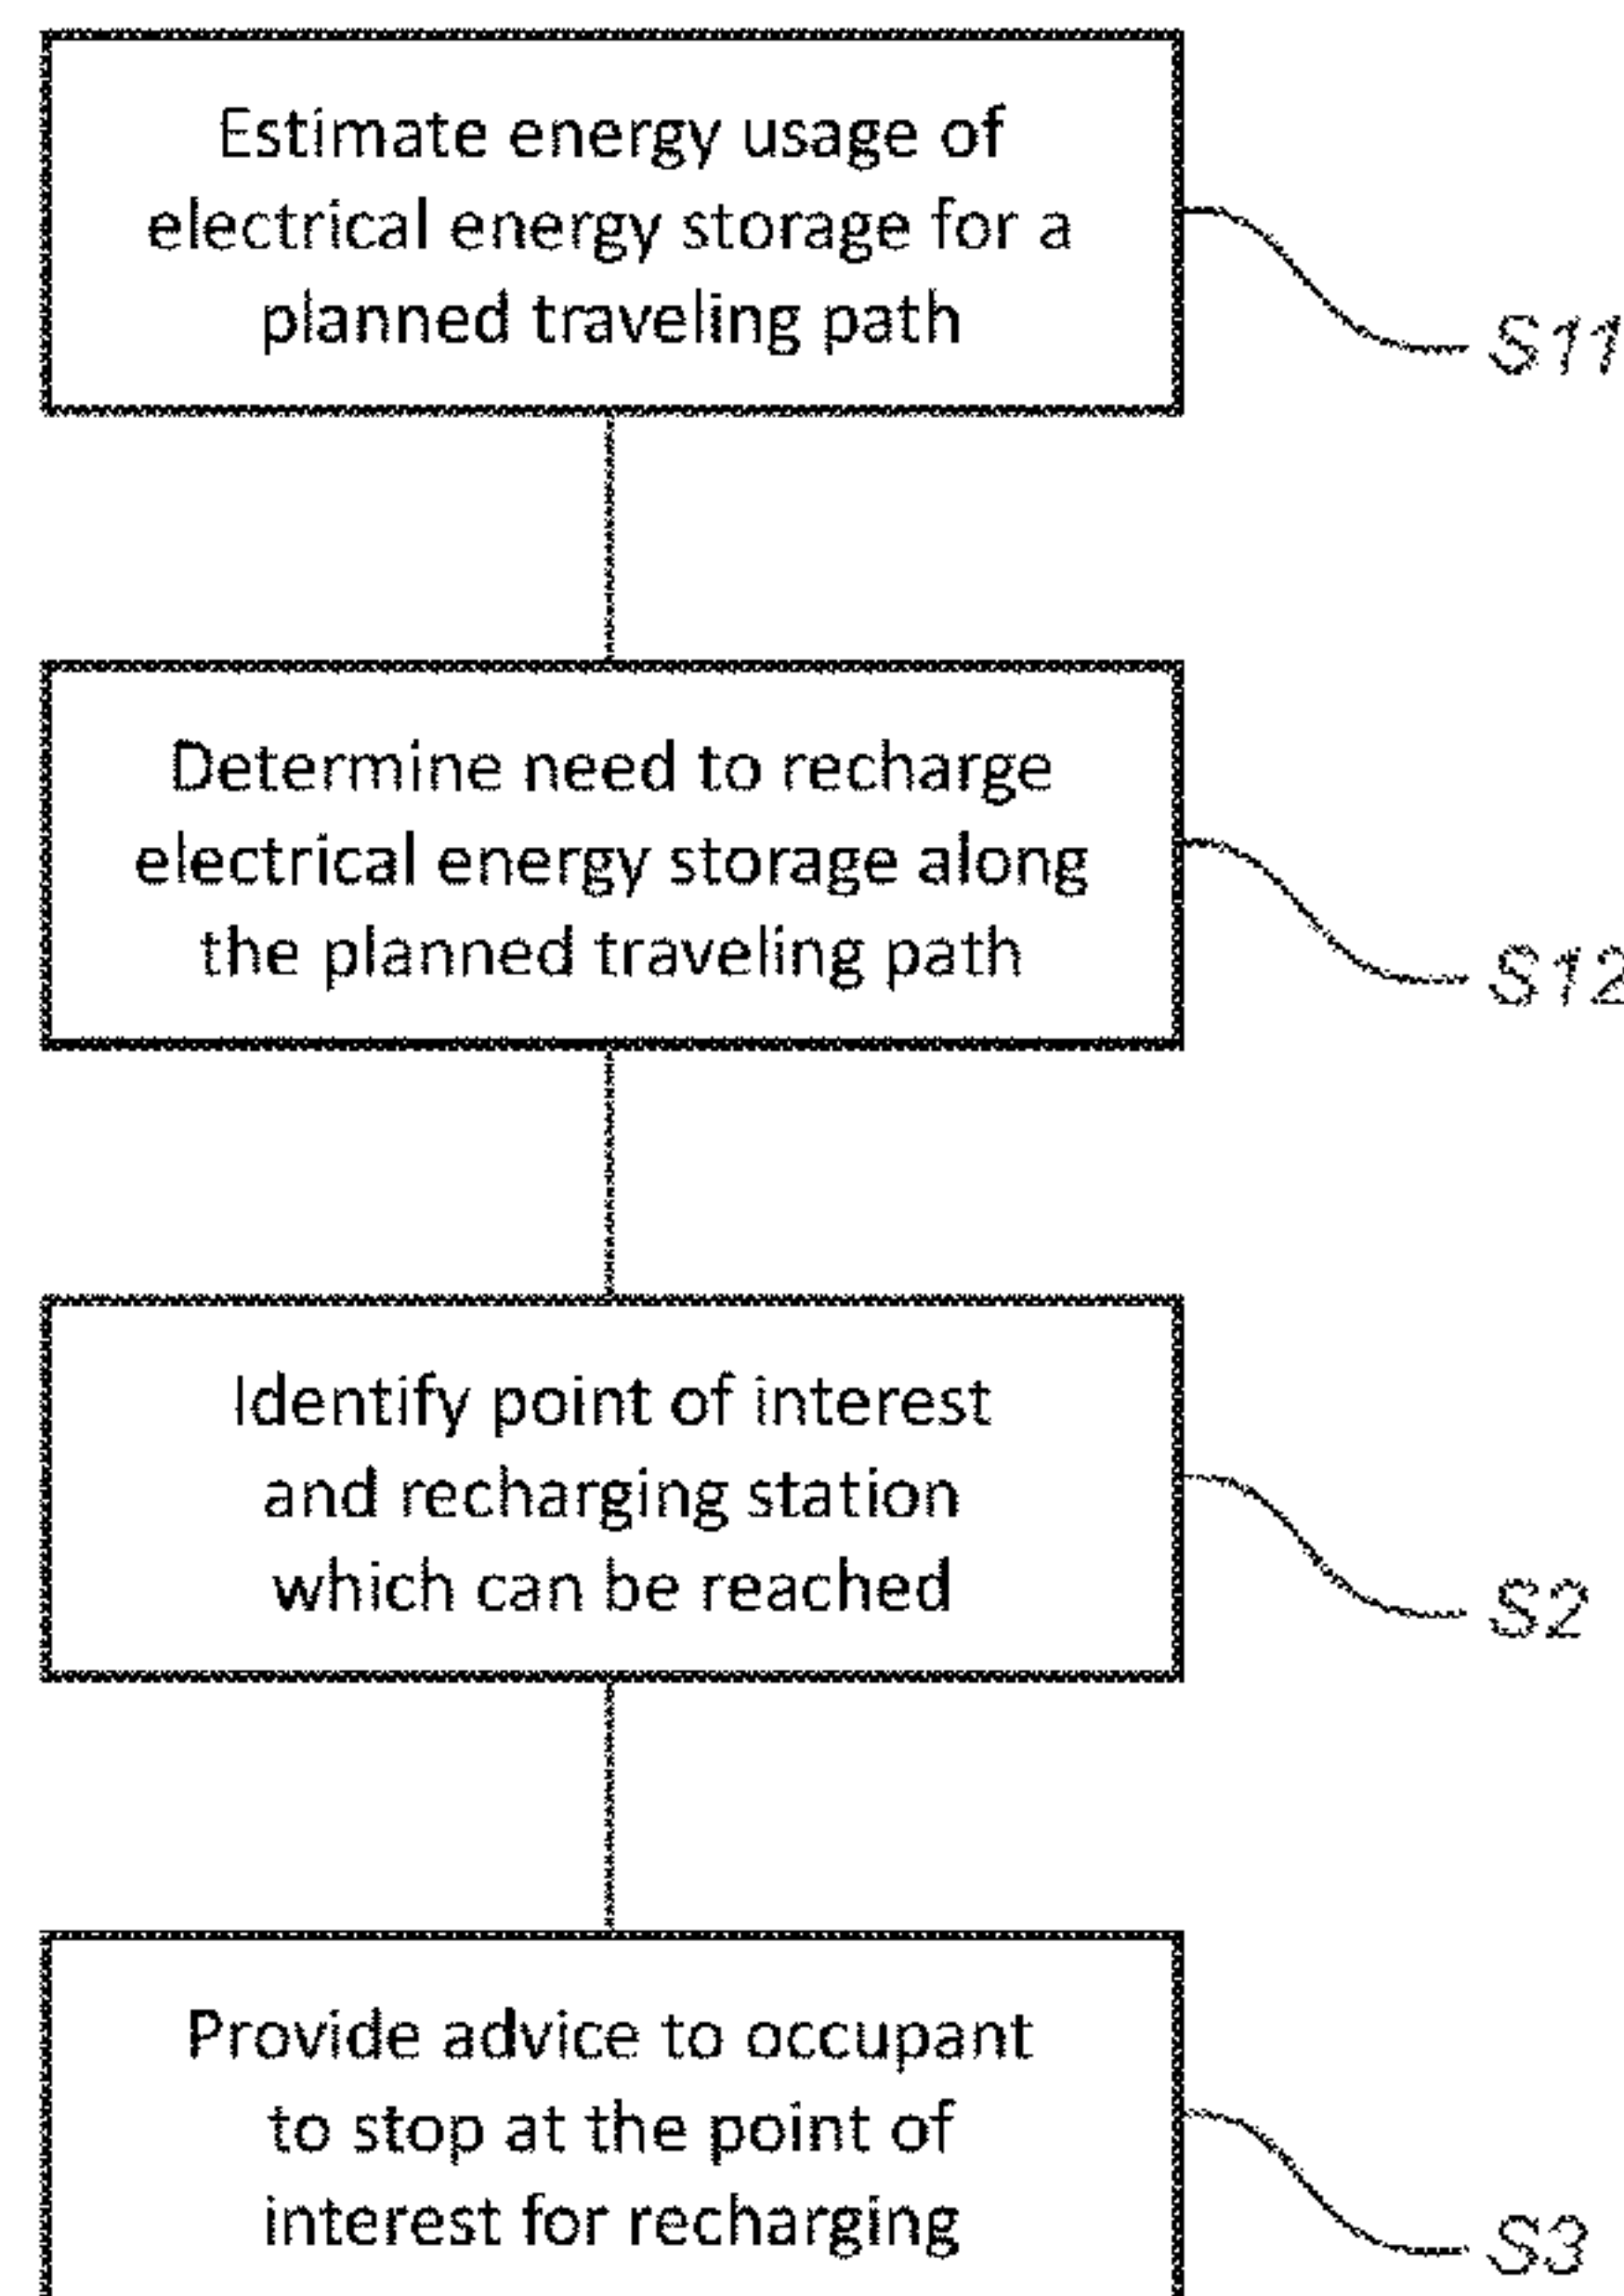 Estimate energy usage of
electrical energy storage for a
planned traveling path
S11
Determine need to recharge
electrical energy storage along
the planned traveling path
S12
Identify point of interest
and recharging station
which can be reached
S2
Provide advice to occupant
to stop at the point of
interest for recharging
S3